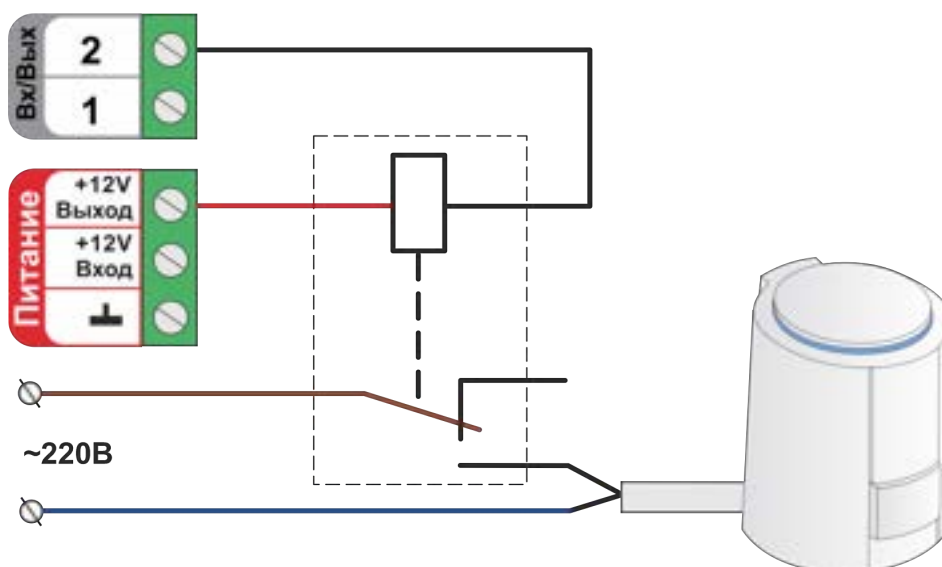 Вх/Вых
2
1
Питание
+12V
Выход
+12V
Вход
~220В